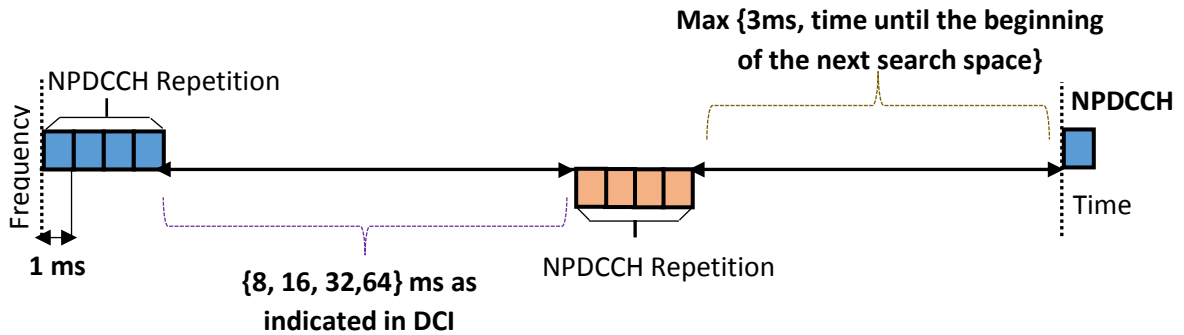 Max {3ms, time until the beginning
of the next search space}
NPDCCH Repetition
NPDCCH
Frequency
Time
1 ms
NPDCCH Repetition
{8, 16, 32,64} ms as
indicated in DCI